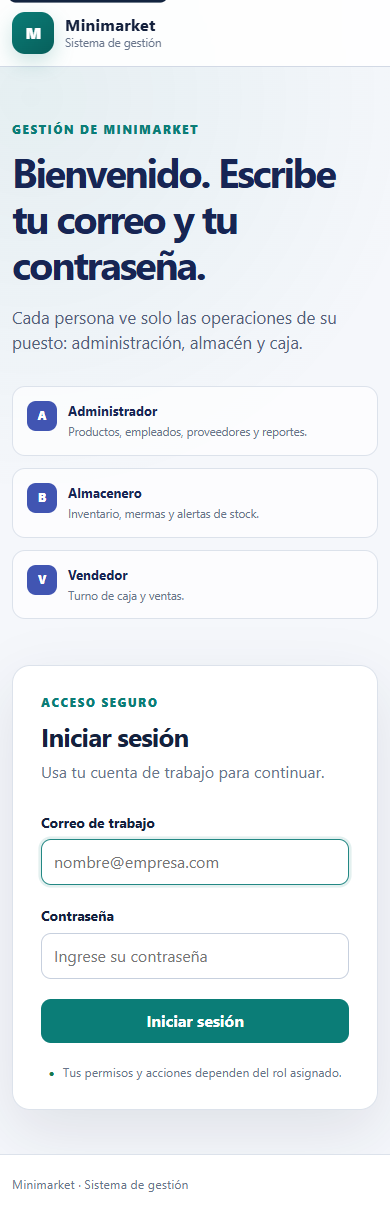 M
Minimarket
Sistema de gestión
GESTIÓN DE MINIMARKET
Bienvenido. Escribe
tu correo y tu
contraseña.
Cada persona ve solo las operaciones de su
puesto: administración, almacén y caja.
A
Administrador
Productos, empleados, proveedores y reportes.
B
Almacenero
Inventario, mermas y alertas de stock.
V
Vendedor
Turno de caja y ventas.
ACCESO SEGURO
Iniciar sesión
Usa tu cuenta de trabajo para continuar.
Correo de trabajo
nombre@empresa.com
Contraseña
Ingrese su contraseña
Iniciar sesión
• Tus permisos y acciones dependen del rol asignado.
Minimarket · Sistema de gestión